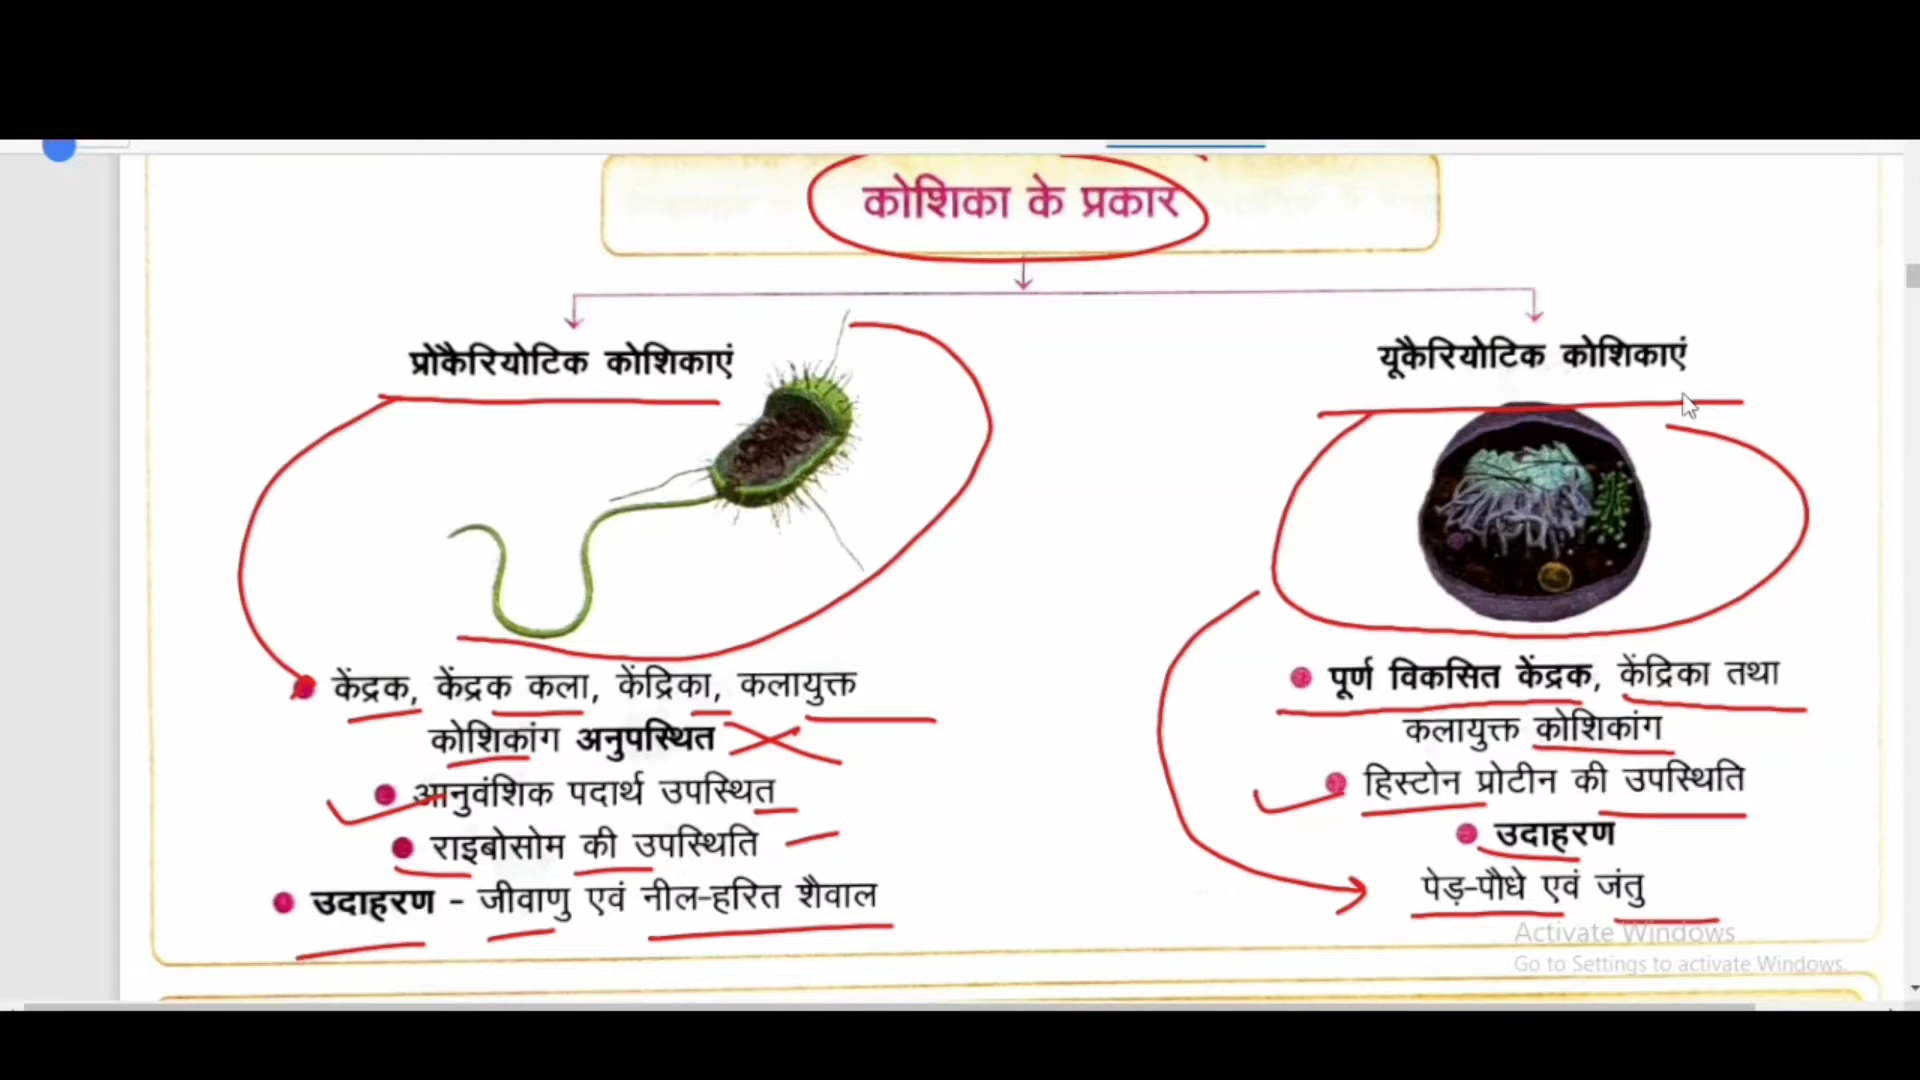 कोशिका के प्रकार
प्रोकैरियोटिक कोशिकाएं
केंद्रक, केंद्रक कला, केंद्रिका, कलायुक्त
कोशिकांग अनुपस्थित
आनुवंशिक पदार्थ उपस्थित
राइबोसोम की उपस्थिति
उदाहरण - जीवाणु एवं नील-हरित शैवाल
यूकैरियोटिक कोशिकाएं
पूर्ण विकसित केंद्रक, केंद्रिका तथा
कलायुक्त कोशिकांग
हिस्टोन प्रोटीन की उपस्थिति
उदाहरण
पेड़-पौधे एवं जंतु
Activate Windows
Go to Settings to activate Windows.